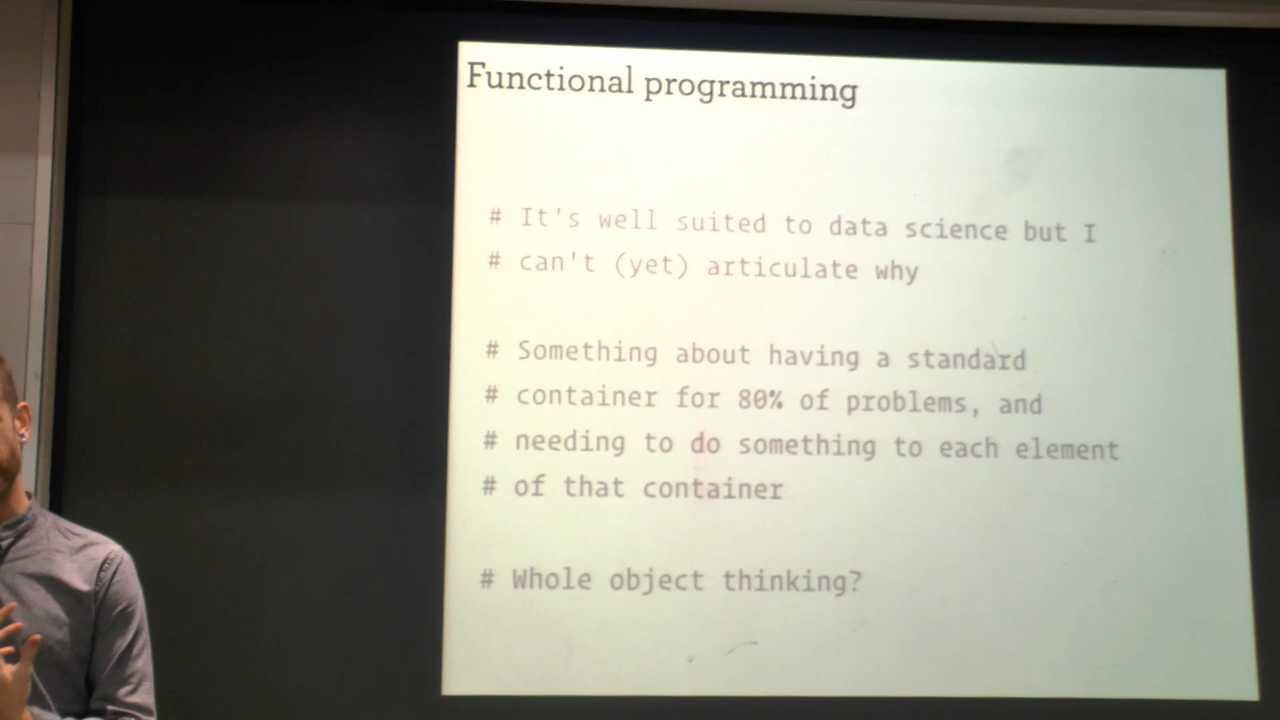 Functional programming
# It's well suited to data science but I
# can't (yet) articulate why
# Something about having a standard
# container for 80% of problems, and
# needing to do something to each element
# of that container
# Whole object thinking?